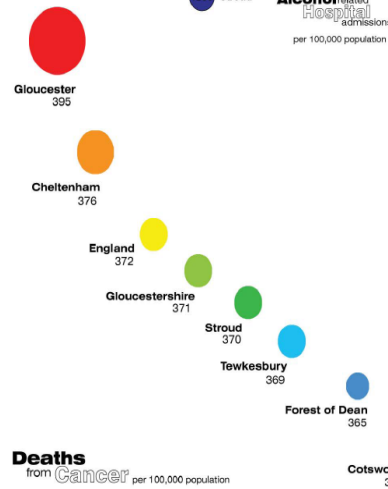 Alcohol related
Hospital
admissions
per 100,000 population
Gloucester
395
Cheltenham
376
England
372
Gloucestershire
371
Stroud
370
Tewkesbury
369
Forest of Dean
365
Deaths
from Cancer per 100,000 population